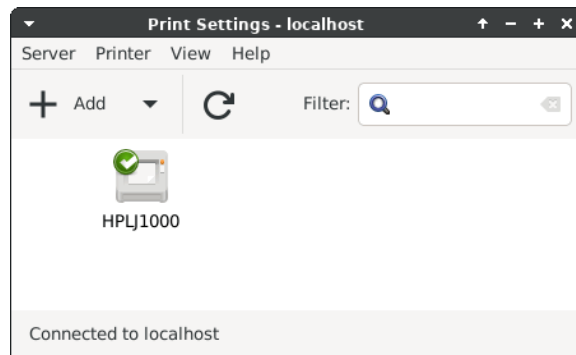 Print Settings - localhost
Server Printer View Help
Add Filter:
HPLJ1000
Connected to localhost